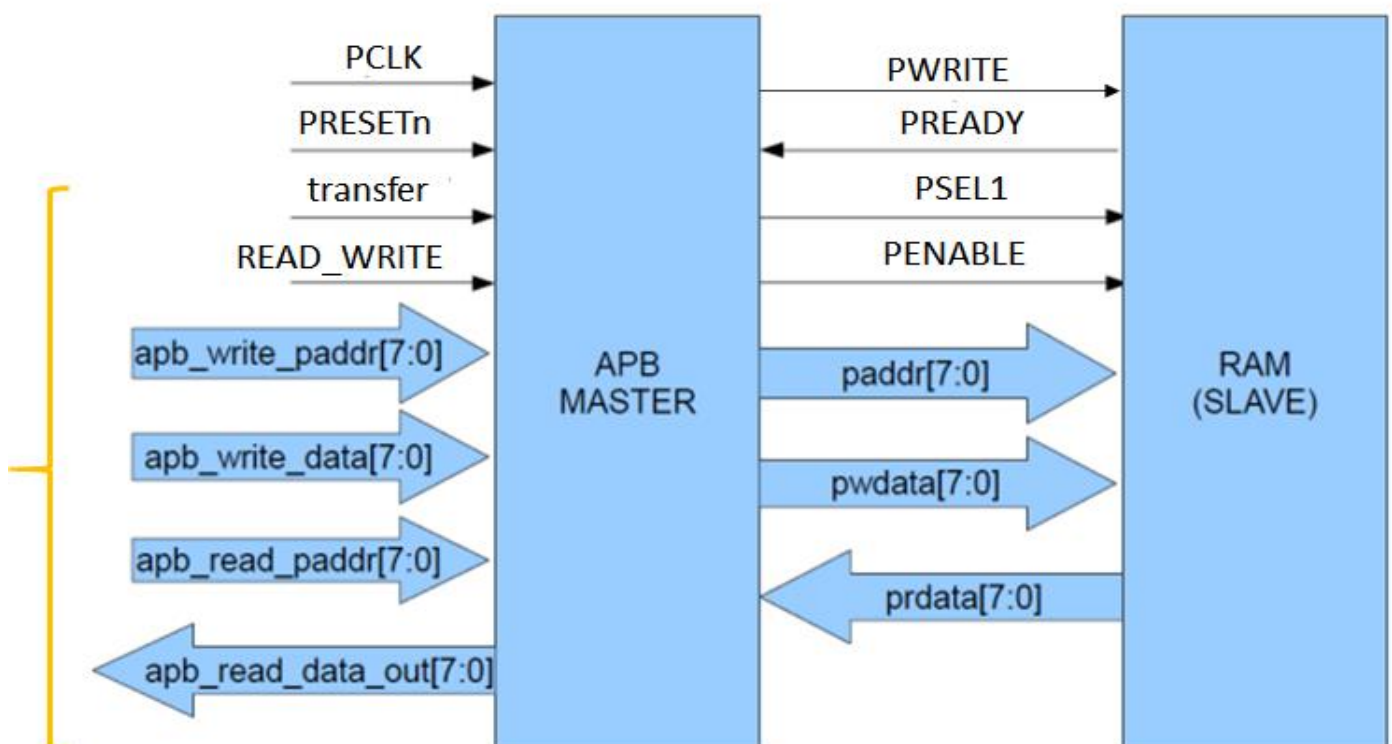 PCLK
PRESETn
transfer
READ_WRITE
apb_write_paddr[7:0]
apb_write_data[7:0]
apb_read_paddr[7:0]
apb_read_data_out[7:0]
APB
MASTER
PWRITE
PREADY
PSEL1
PENABLE
paddr[7:0]
pwdata[7:0]
prdata[7:0]
RAM
(SLAVE)